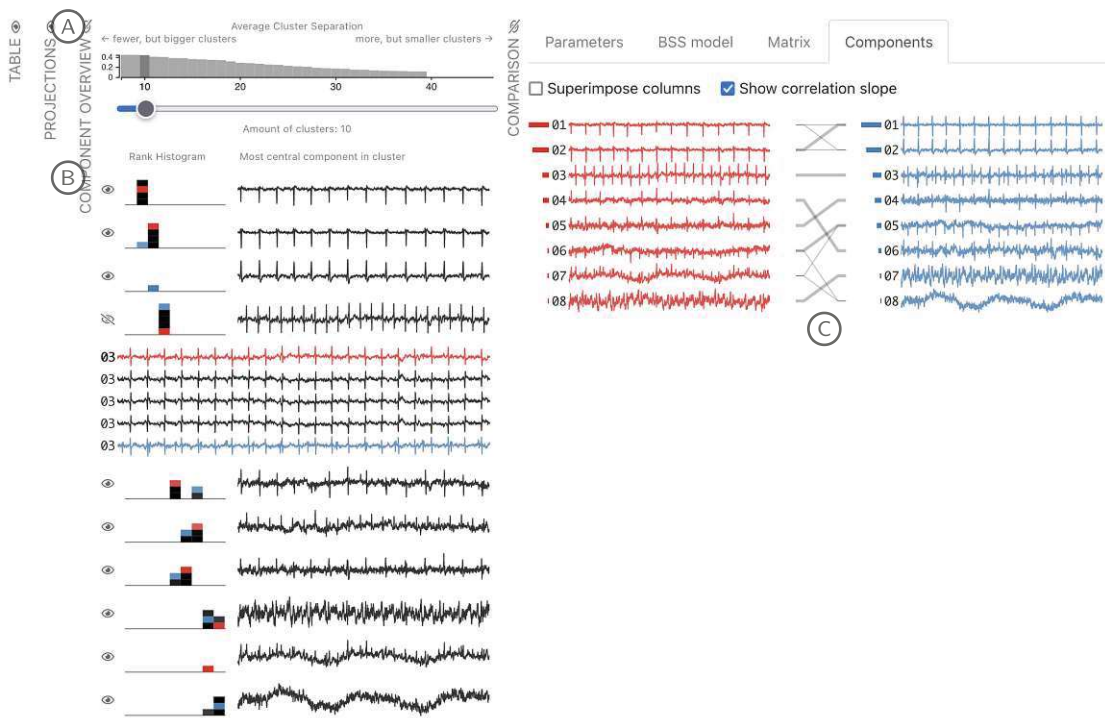 TABLE
PROJECTIONS
COMPONENT OVERVIEW
A
Average Cluster Separation
← fewer, but bigger clusters
more, but smaller clusters →
0.4
0.2
0
10
20
30
40
Amount of clusters: 10
B
Rank Histogram
Most central component in cluster
03
03
03
03
03
COMPARISON
Parameters
BSS model
Matrix
Components
Superimpose columns
Show correlation slope
01
02
03
04
05
06
07
08
01
02
03
04
05
06
07
08
C